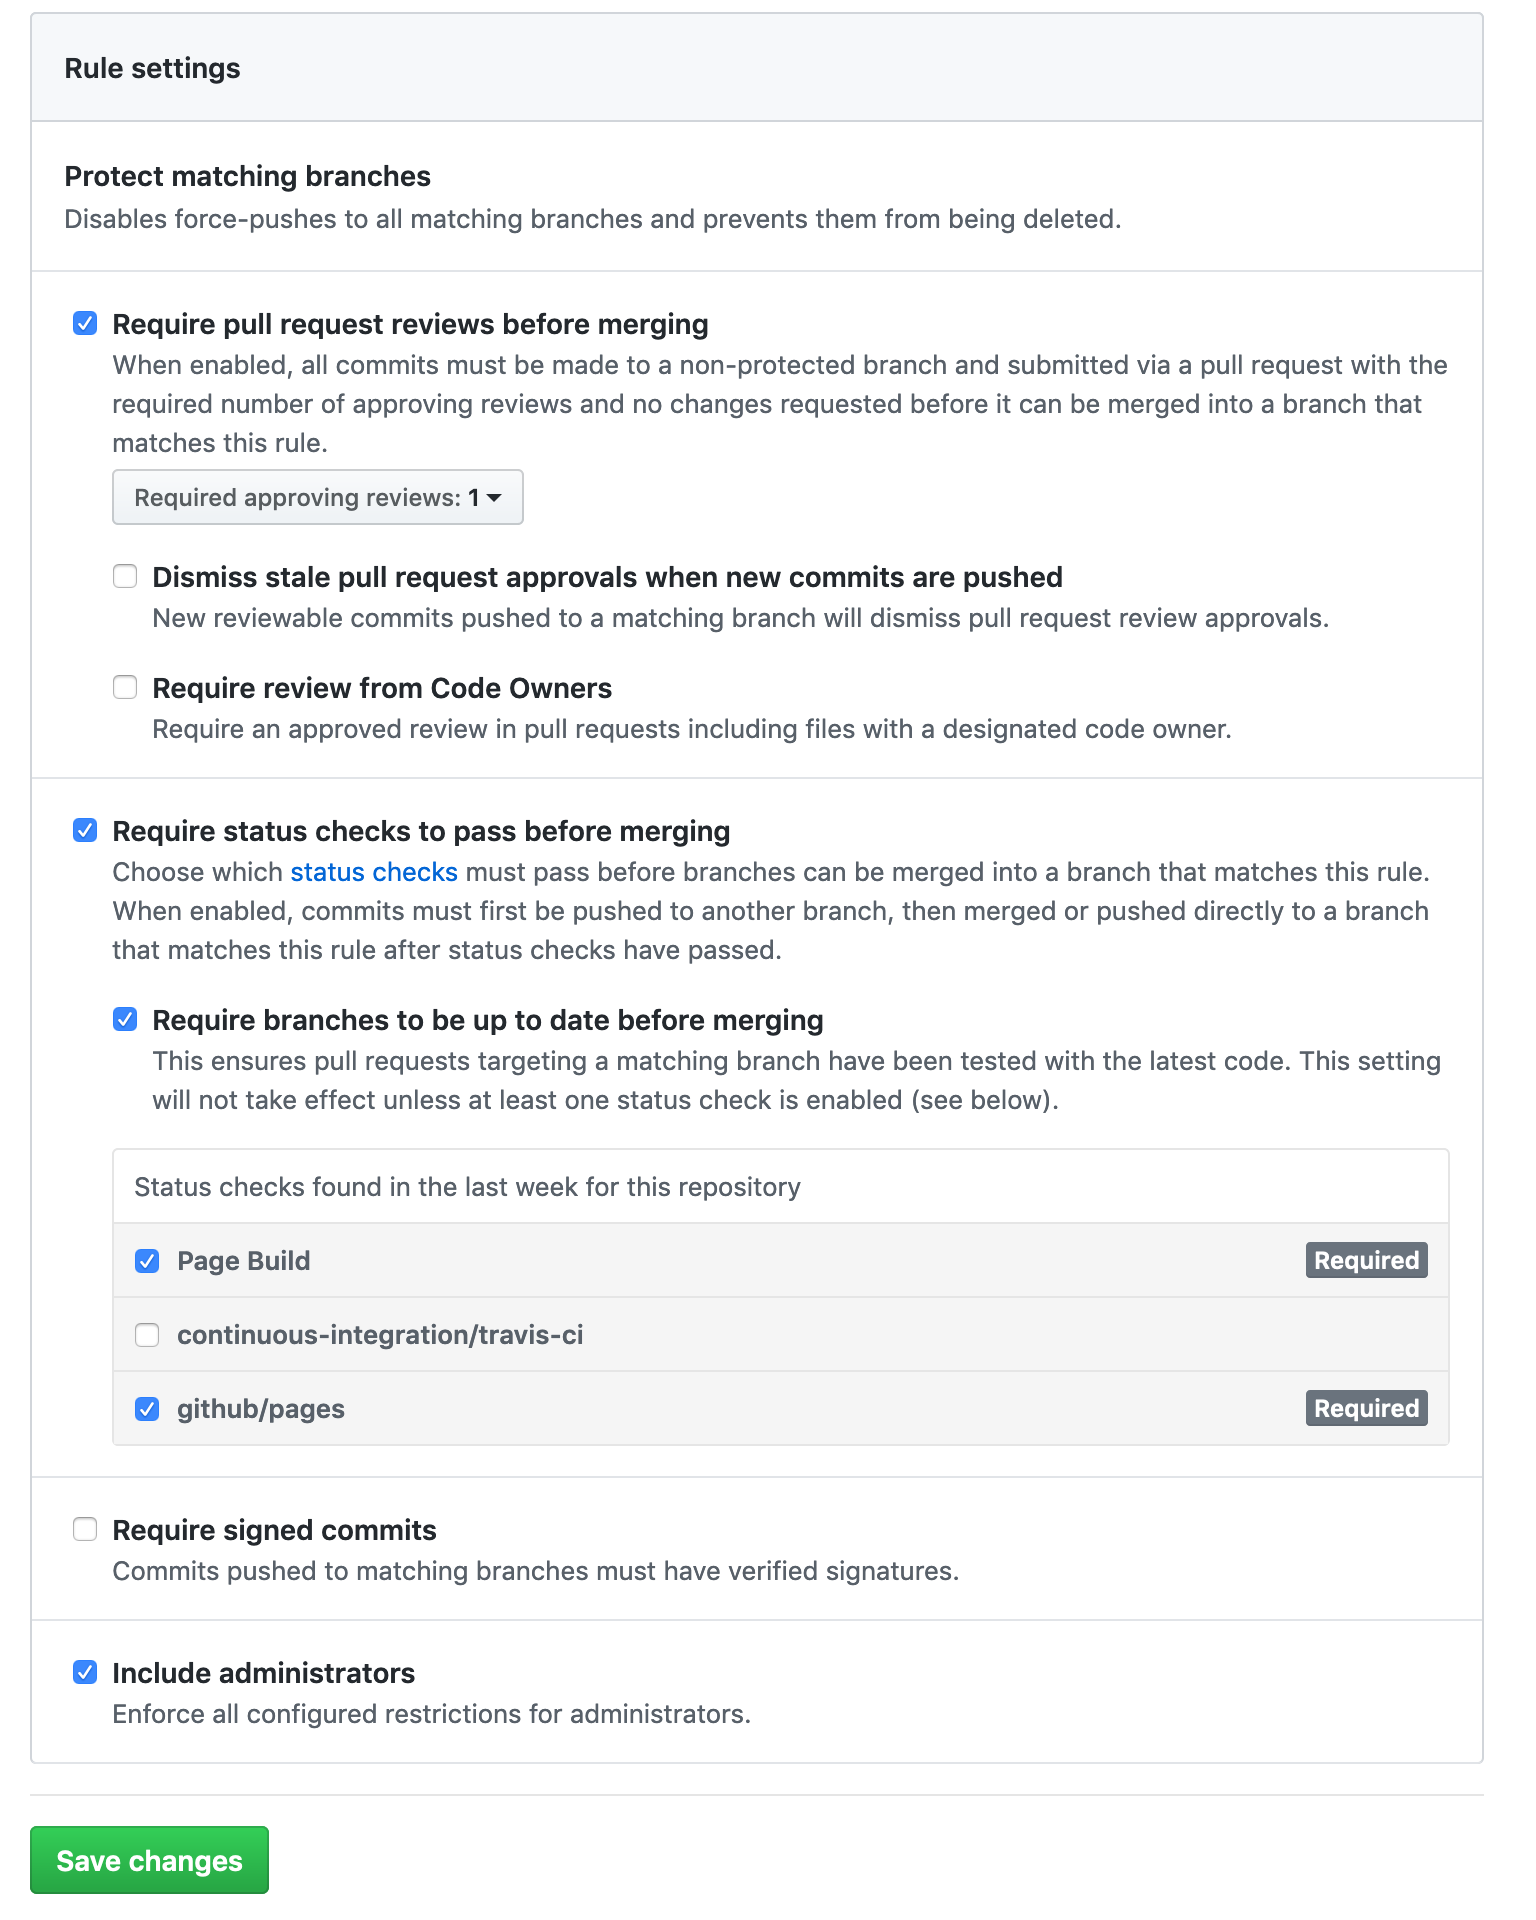 Rule settings
Protect matching branches
Disables force-pushes to all matching branches and prevents them from being deleted.
Require pull request reviews before merging
When enabled, all commits must be made to a non-protected branch and submitted via a pull request with the
required number of approving reviews and no changes requested before it can be merged into a branch that
matches this rule.
Required approving reviews: 1
Dismiss stale pull request approvals when new commits are pushed
New reviewable commits pushed to a matching branch will dismiss pull request review approvals.
Require review from Code Owners
Require an approved review in pull requests including files with a designated code owner.
Require status checks to pass before merging
Choose which status checks must pass before branches can be merged into a branch that matches this rule.
When enabled, commits must first be pushed to another branch, then merged or pushed directly to a branch
that matches this rule after status checks have passed.
Require branches to be up to date before merging
This ensures pull requests targeting a matching branch have been tested with the latest code. This setting
will not take effect unless at least one status check is enabled (see below).
Status checks found in the last week for this repository
Page Build Required
continuous-integration/travis-ci
github/pages Required
Require signed commits
Commits pushed to matching branches must have verified signatures.
Include administrators
Enforce all configured restrictions for administrators.
Save changes